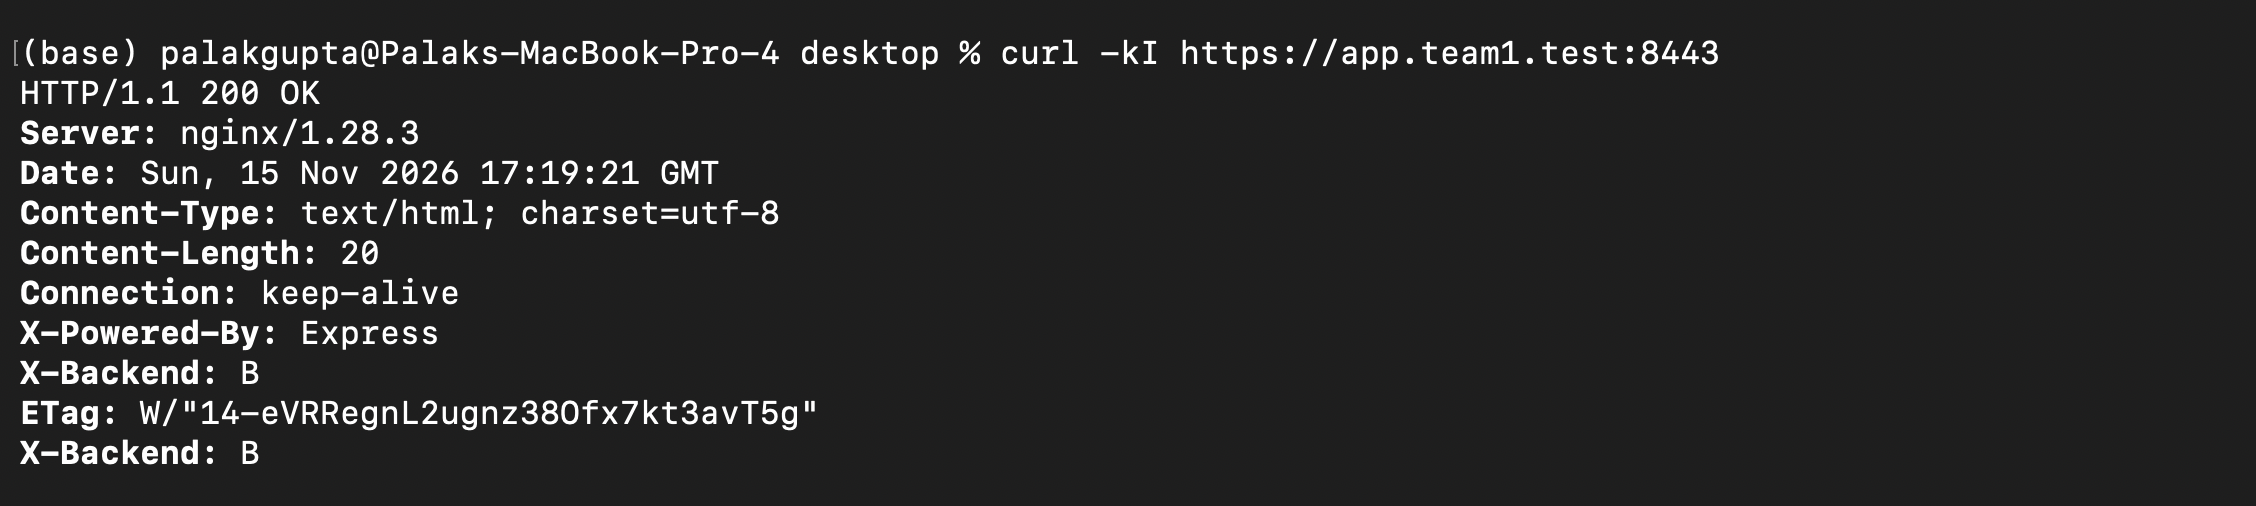 [(base) palakgupta@Palaks-MacBook-Pro-4 desktop % curl -kI https://app.team1.test:8443
HTTP/1.1 200 OK
Server: nginx/1.28.3
Date: Sun, 15 Nov 2026 17:19:21 GMT
Content-Type: text/html; charset=utf-8
Content-Length: 20
Connection: keep-alive
X-Powered-By: Express
X-Backend: B
ETag: W/"14-eVRRegnL2ugnz38Ofx7kt3avT5g"
X-Backend: B